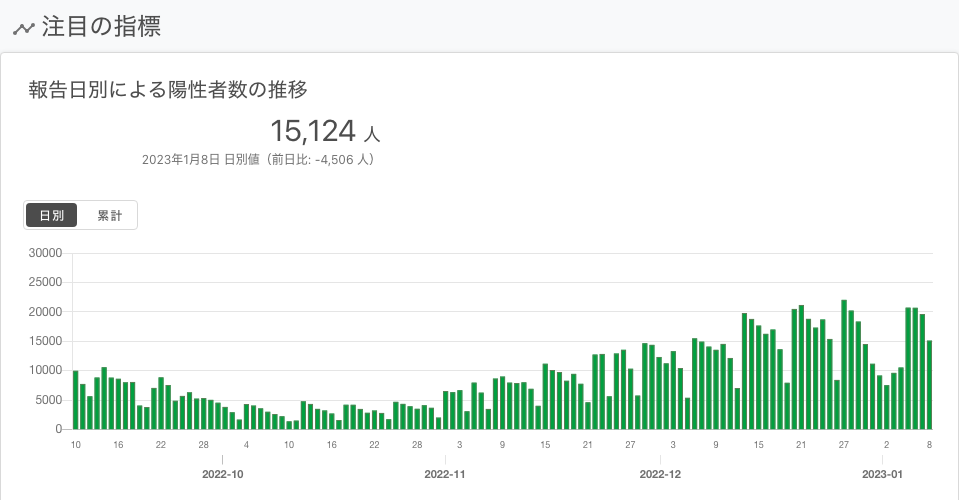 注目の指標
報告日別による陽性者数の推移
15,124 人
2023年1月8日 日別値（前日比: -4,506 人）
日別 累計
30000
25000
20000
15000
10000
5000
0
10 16 22 28 4 10 16 22 28 3 9 15 21 27 3 9 15 21 27 2 8
2022-10 2022-11 2022-12 2023-01